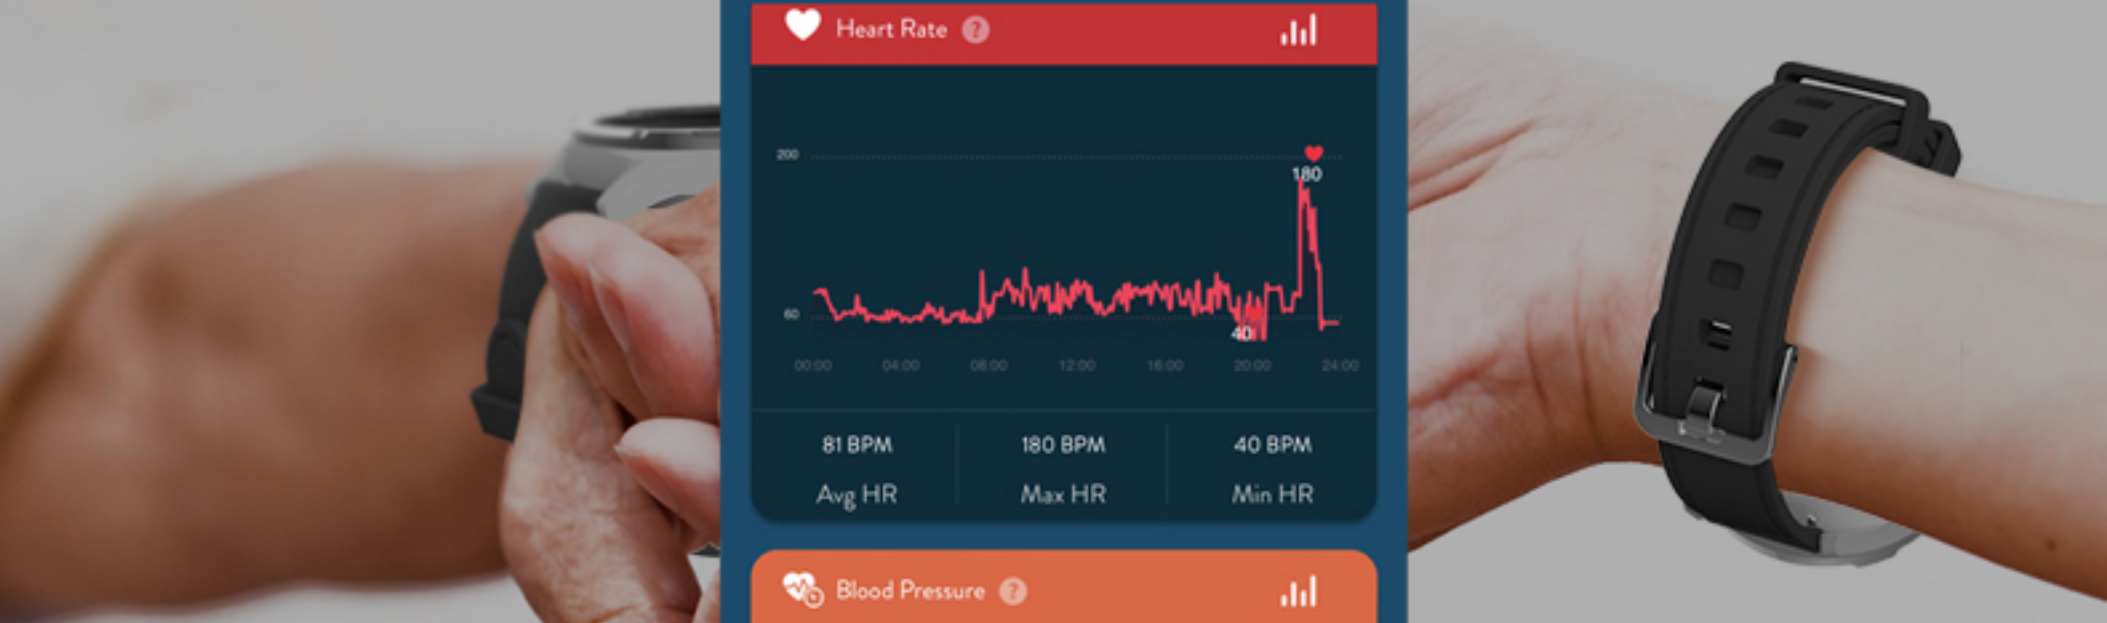 Heart Rate ?
200
180
60
40
00:00 04:00 08:00 12:00 16:00 20:00 24:00
81 BPM 180 BPM 40 BPM
Avg HR Max HR Min HR
Blood Pressure ?